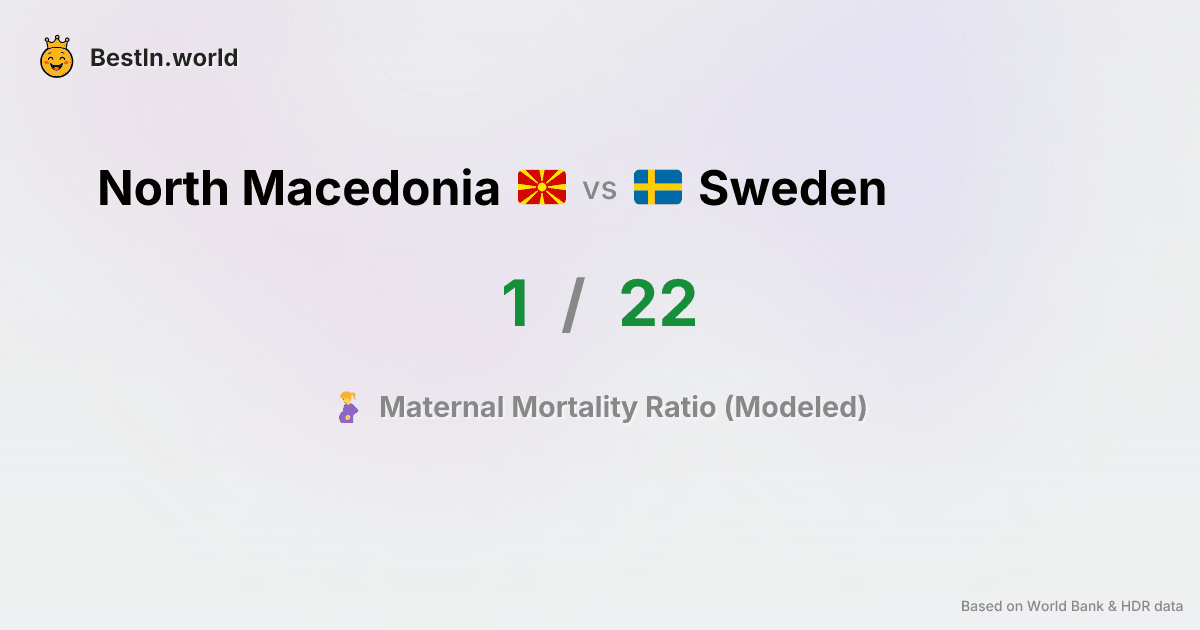 BestIn.world
North Macedonia vs Sweden
1 / 22
Maternal Mortality Ratio (Modeled)
Based on World Bank & HDR data